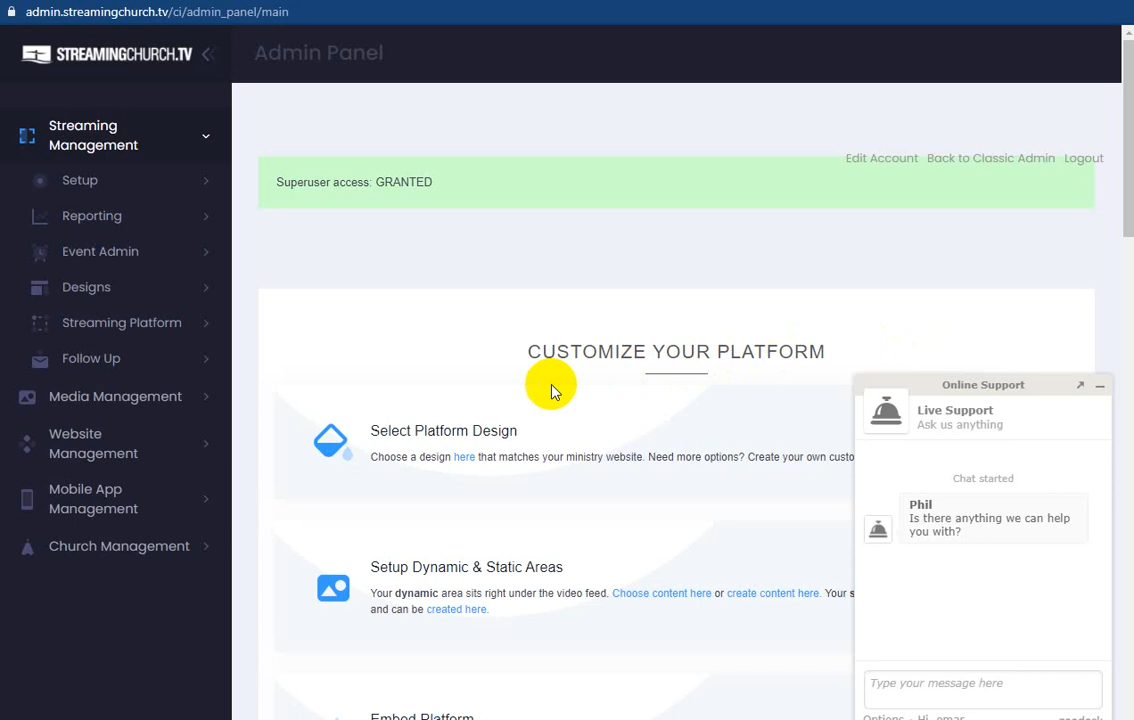 admin.streamingchurch.tv/ci/admin_panel/main
STREAMINGCHURCH.TV
Admin Panel
Streaming
Management
Setup
Reporting
Event Admin
Designs
Streaming Platform
Follow Up
Media Management
Website
Management
Mobile App
Management
Church Management
Edit Account Back to Classic Admin Logout
Superuser access: GRANTED
CUSTOMIZE YOUR PLATFORM
Select Platform Design
Choose a design here that matches your ministry website. Need more options? Create your own custo
Setup Dynamic & Static Areas
Your dynamic area sits right under the video feed. Choose content here or create content here. Your s
and can be created here.
Embed Platform
Online Support
Live Support
Ask us anything
Chat started
Phil
Is there anything we can help
you with?
Type your message here
Options Hi, omar